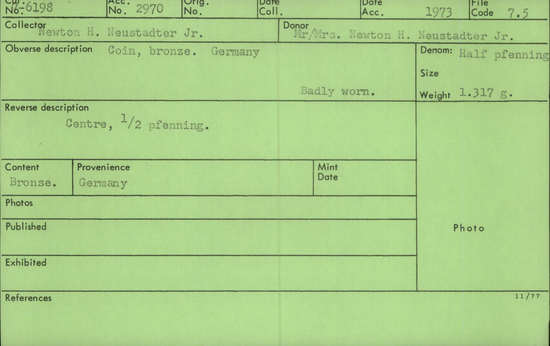 No. 6198 Acc. No. 2970 Orig. No. Date Coll. Date Acc. 1973 File Code 7.5
Collector Newton H. Neustadter Jr. Donor Mr/Mrs. Newton H. Neustadter Jr.
Obverse description Coin, bronze. Germany Denom: Half pfenning
Size
Badly worn. Weight 1.317 g.
Reverse description
Centre, 1/2 pfenning.
Content Provenience Mint
Bronze. Germany Date
Photos
Published Photo
Exhibited
References 11/77